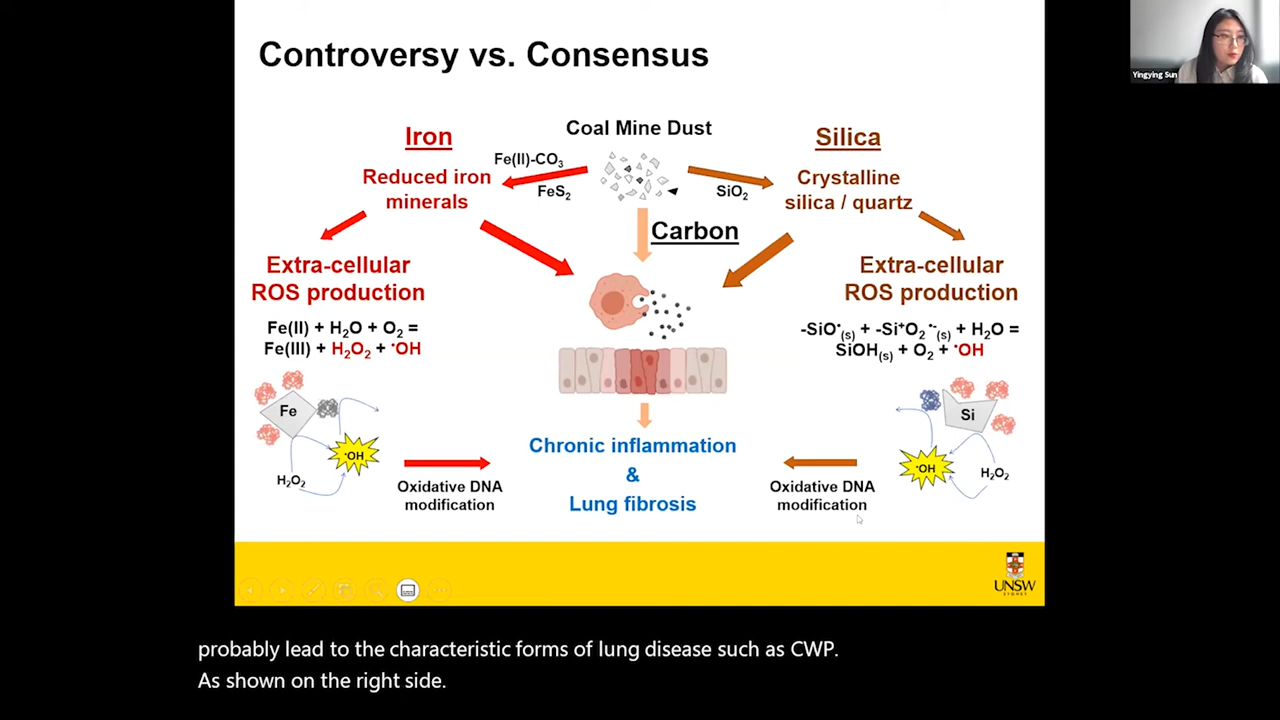 Controversy vs. Consensus
Yingying Sun
Iron
Coal Mine Dust
Silica
Fe(II)-CO₃
FeS₂
SiO₂
Reduced iron
minerals
Crystalline
silica / quartz
Carbon
Extra-cellular
ROS production
Extra-cellular
ROS production
Fe(II) + H₂O + O₂ =
Fe(III) + H₂O₂ + •OH
-SiO•(s) + -Si⁺O₂•-(s) + H₂O =
SiOH(s) + O₂ + •OH
Fe
•OH
H₂O₂
Si
•OH
H₂O₂
Chronic inflammation
&
Lung fibrosis
Oxidative DNA
modification
Oxidative DNA
modification
UNSW
SYDNEY
probably lead to the characteristic forms of lung disease such as CWP.
As shown on the right side.